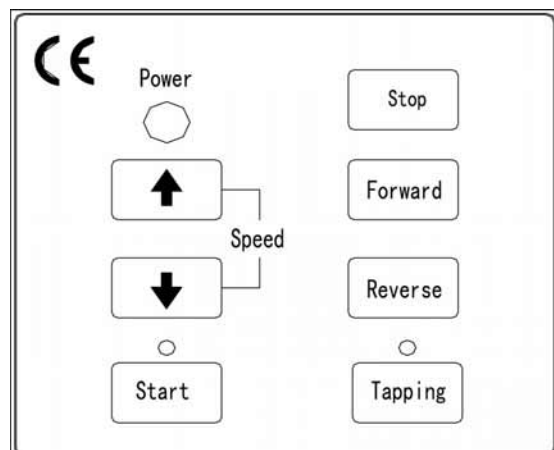 CE
Power
Stop
Forward
Speed
Reverse
Start
Tapping